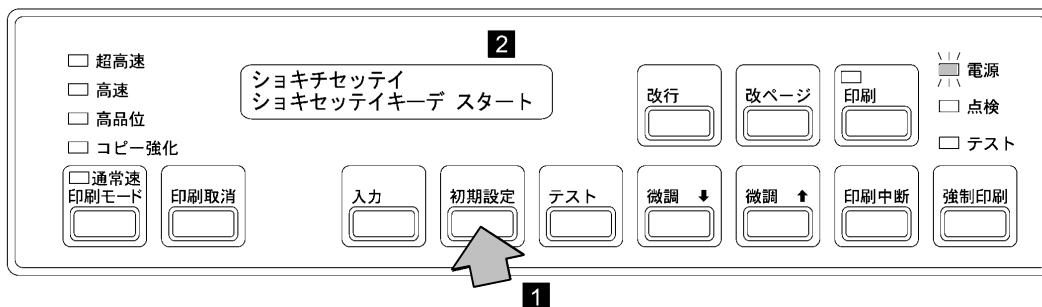 2
超高速
高速
高品位
コピー強化
ショキチセッテイ
ショキセッテイキーデ スタート
改行
改ページ
印刷
電源
点検
テスト
通常速
印刷モード
印刷取消
入力
初期設定
テスト
微調 ⬇
微調 ⬆
印刷中断
強制印刷
1